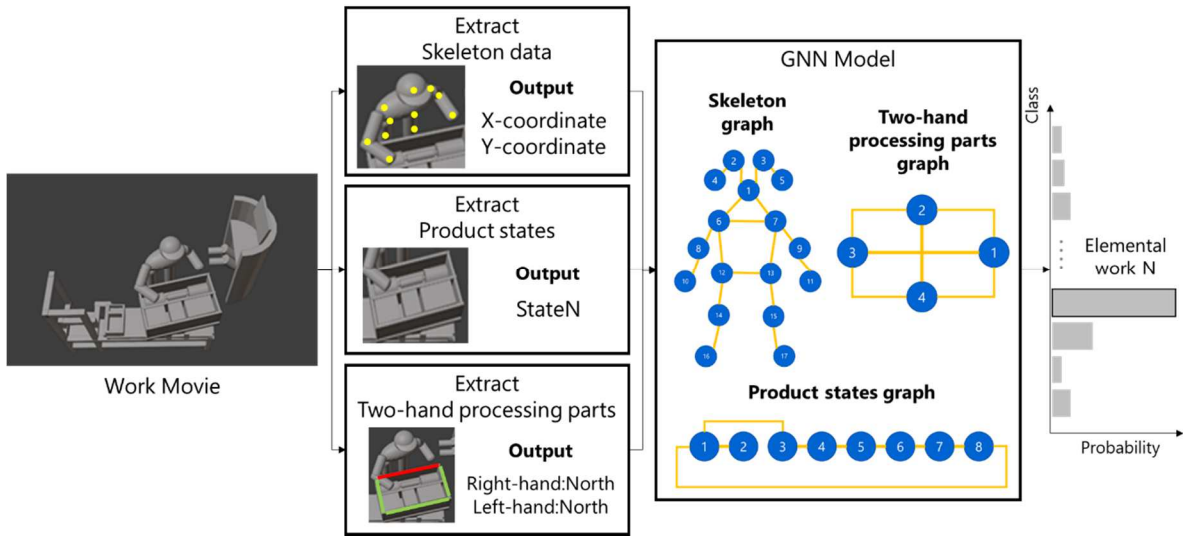 Work Movie
Extract
Skeleton data
Output
X-coordinate
Y-coordinate
Extract
Product states
Output
StateN
Extract
Two-hand processing parts
Output
Right-hand:North
Left-hand:North
GNN Model
Skeleton
graph
2
3
4
5
1
6
7
8
9
10
12
13
11
14
15
16
17
Two-hand
processing parts
graph
2
3
1
4
Product states graph
1
2
3
4
5
6
7
8
Class
Elemental
work N
Probability